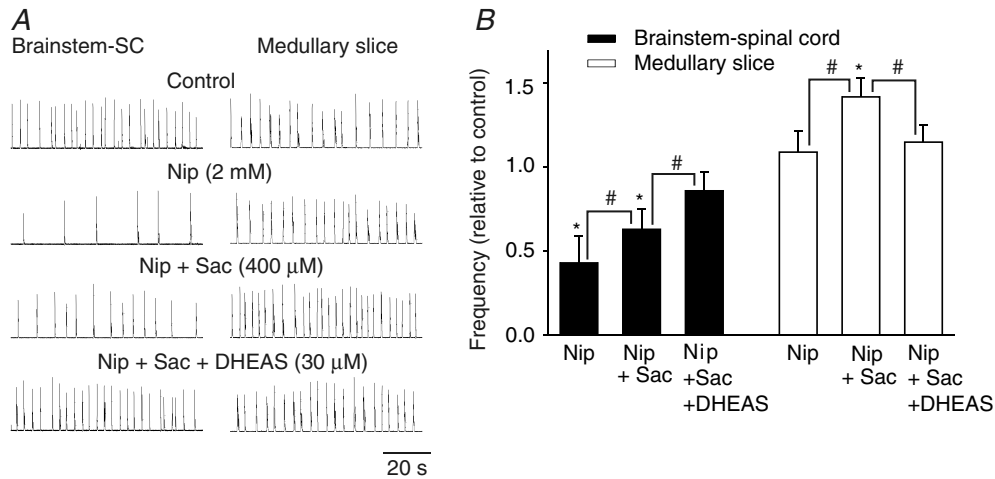 A
Brainstem-SC Medullary slice
Control
Nip (2 mM)
Nip + Sac (400 μM)
Nip + Sac + DHEAS (30 μM)
20 s
B
Brainstem-spinal cord
Medullary slice
Frequency (relative to control)
1.5
1.0
0.5
0.0
* # * #
# * #
Nip
Nip
+ Sac
Nip
+Sac
+DHEAS
Nip
Nip
+ Sac
Nip
+ Sac
+DHEAS